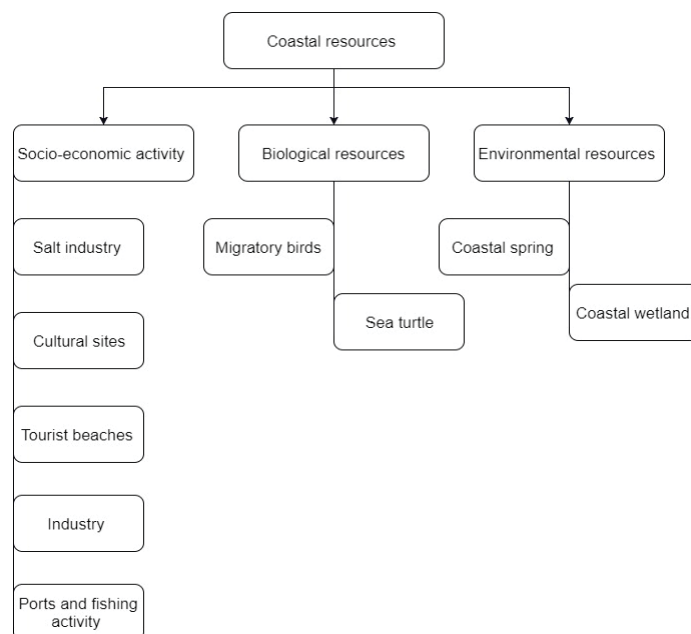 Coastal resources
Socio-economic activity
Biological resources
Environmental resources
Salt industry
Migratory birds
Coastal spring
Cultural sites
Sea turtle
Coastal wetland
Tourist beaches
Industry
Ports and fishing
activity